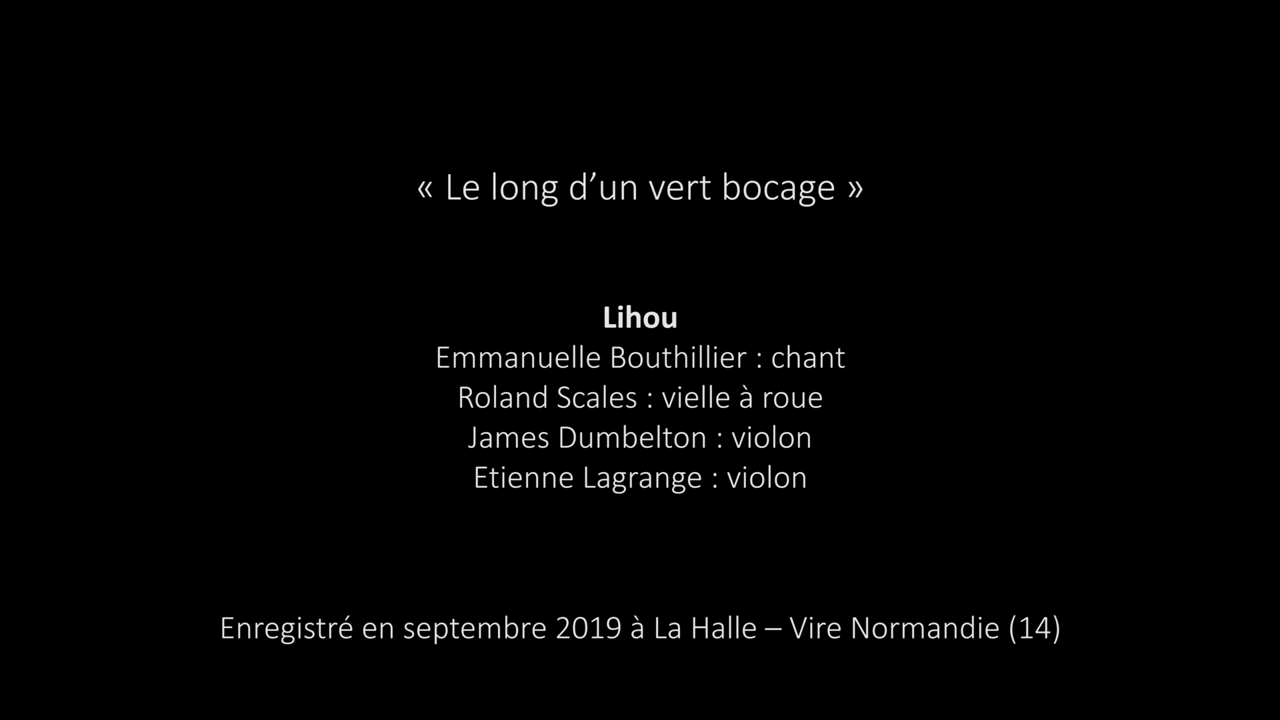 « Le long d’un vert bocage »
Lihou
Emmanuelle Bouthillier : chant
Roland Scales : vielle à roue
James Dumbelton : violon
Etienne Lagrange : violon
Enregistré en septembre 2019 à La Halle – Vire Normandie (14)